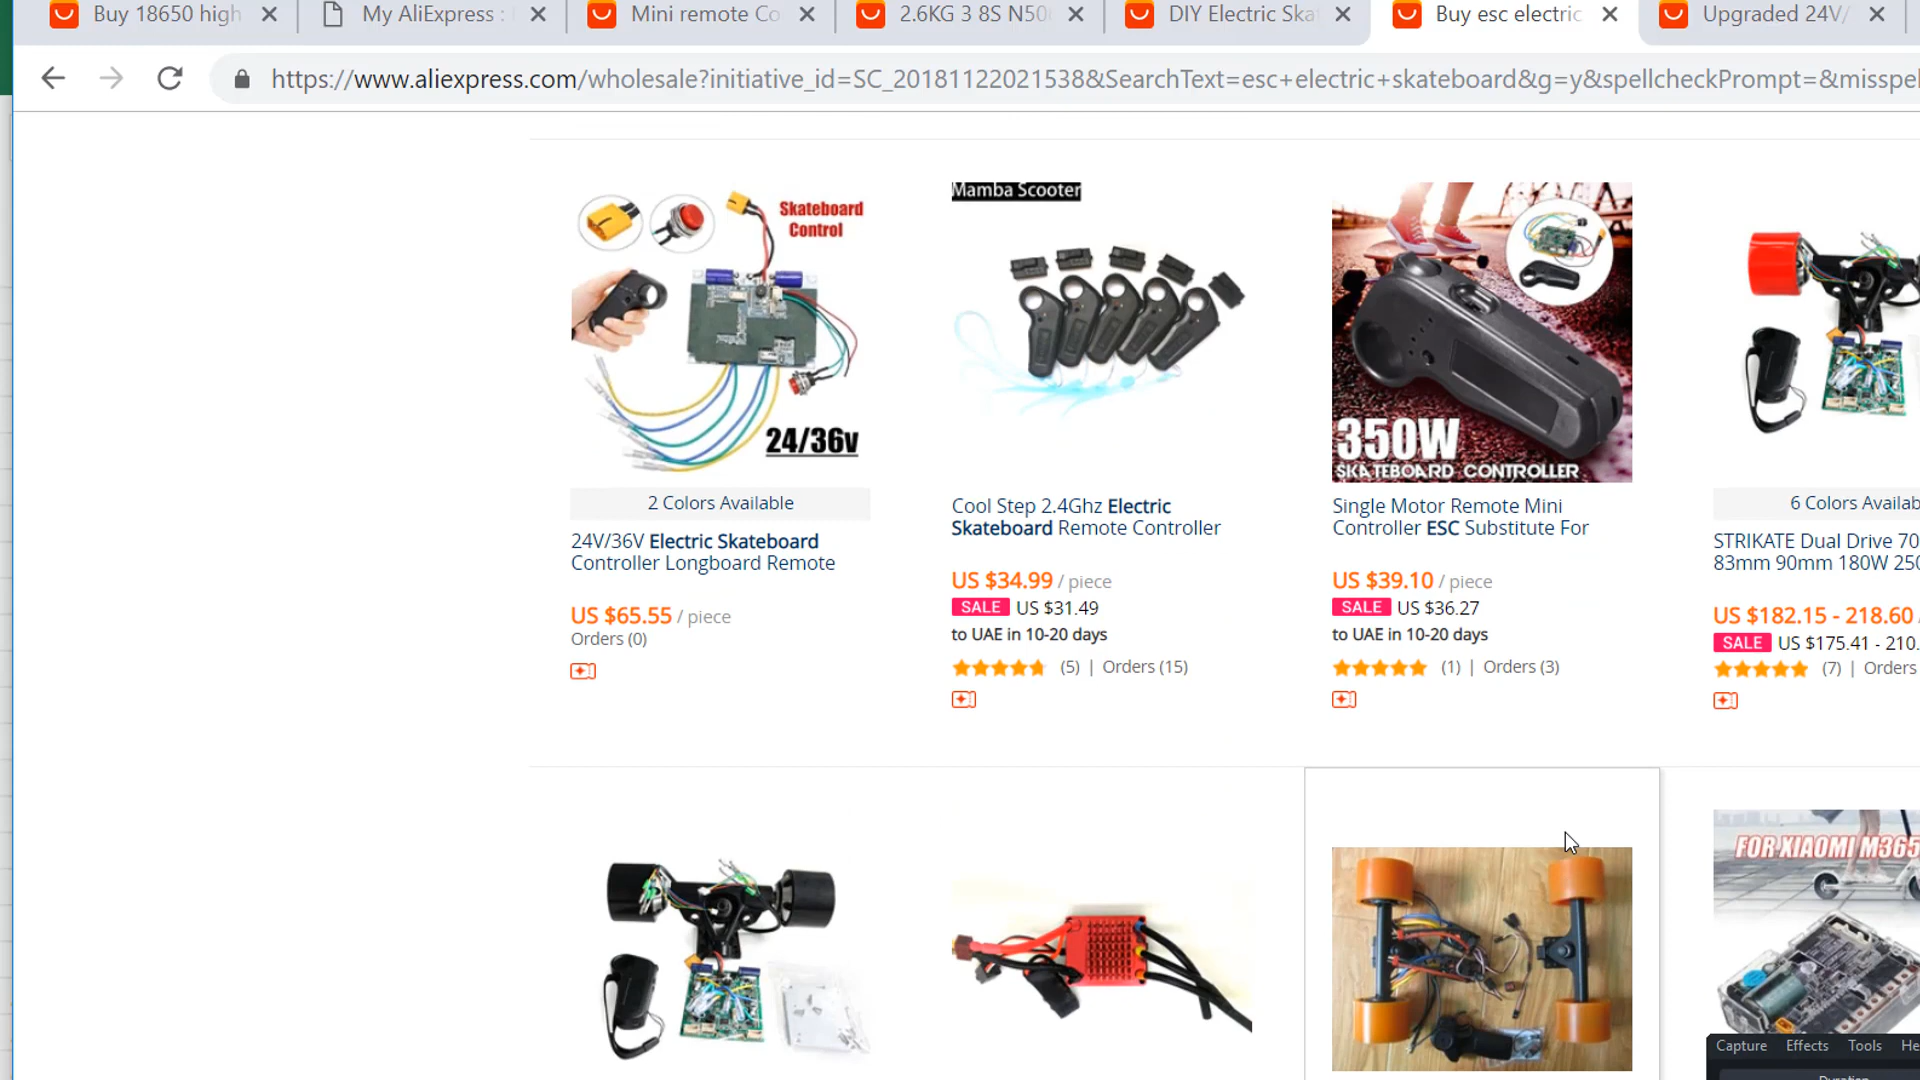 Buy 18650 high
My AliExpress :
Mini remote Co
2.6KG 3 8S N50
DIY Electric Ska
Buy esc electric
Upgraded 24V/
https://www.aliexpress.com/wholesale?initiative_id=SC_20181122021538&SearchText=esc+electric+skateboard&g=y&spellcheckPrompt=&misspel
Skateboard
Control
24/36v
2 Colors Available
24V/36V Electric Skateboard
Controller Longboard Remote
US $65.55 / piece
Orders (0)
Mamba Scooter
Cool Step 2.4Ghz Electric
Skateboard Remote Controller
US $34.99 / piece
SALE US $31.49
to UAE in 10-20 days
(5) | Orders (15)
350W
SKATEBOARD CONTROLLER
Single Motor Remote Mini
Controller ESC Substitute For
US $39.10 / piece
SALE US $36.27
to UAE in 10-20 days
(1) | Orders (3)
6 Colors Availab
STRIKATE Dual Drive 70
83mm 90mm 180W 250
US $182.15 - 218.60
SALE US $175.41 - 210.
(7) | Orders
FOR XIAOMI M365
Capture Effects Tools He
Duration